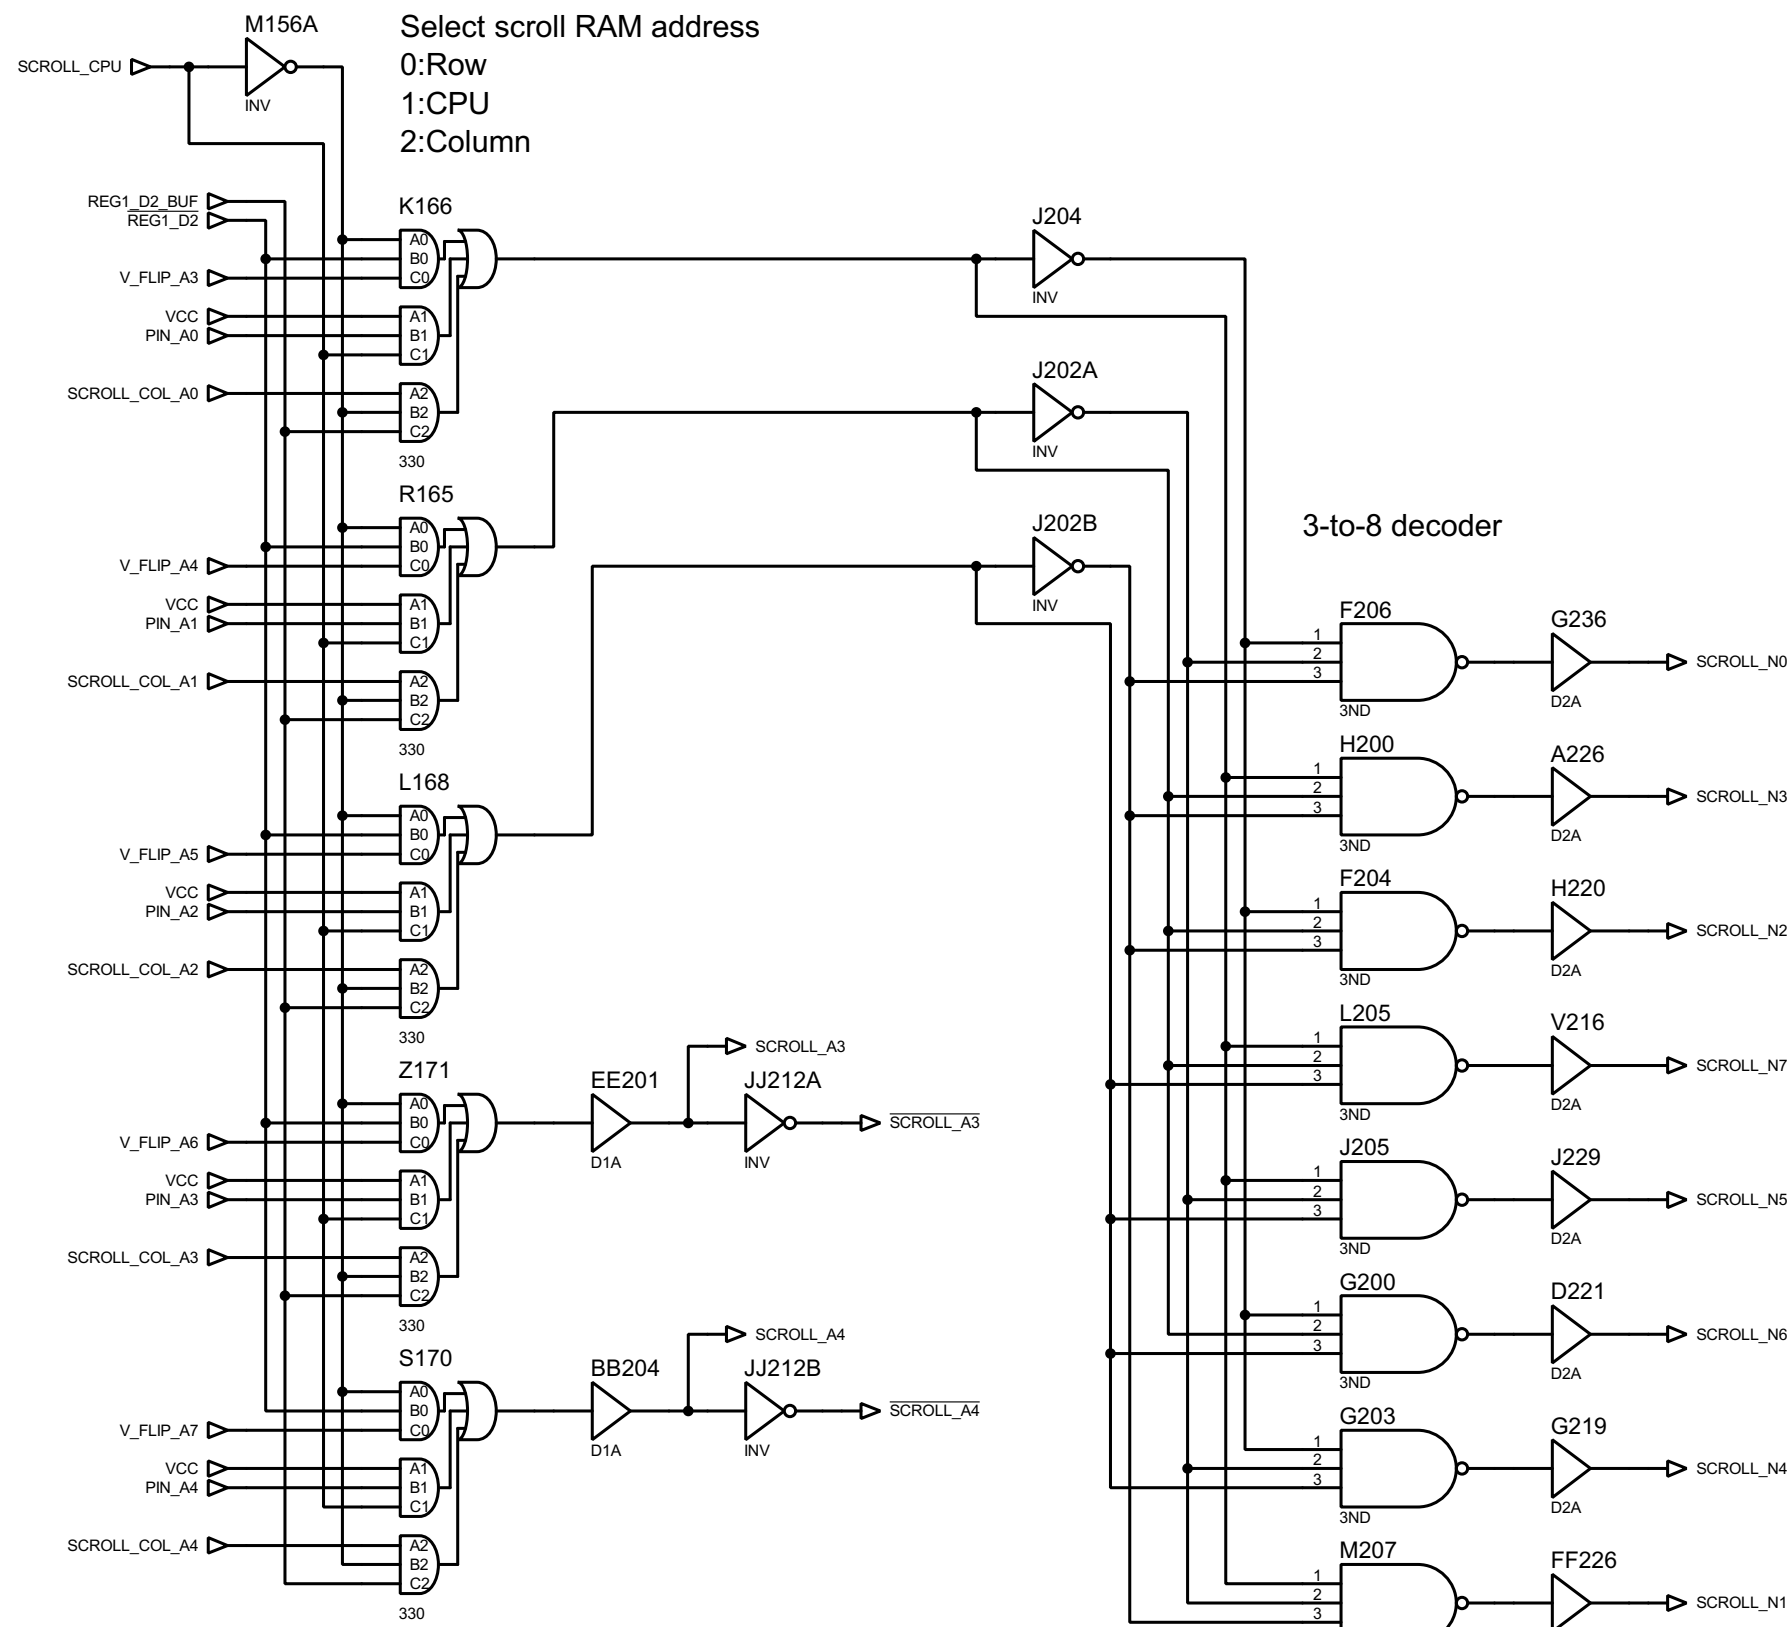 M156A
SCROLL_CPU
INV
Select scroll RAM address
0:Row
1:CPU
2:Column
REG1_D2_BUF
REG1_D2
K166
V_FLIP_A3
A0
B0
C0
VCC
PIN_A0
A1
B1
C1
SCROLL_COL_A0
A2
B2
C2
330
R165
V_FLIP_A4
A0
B0
C0
VCC
PIN_A1
A1
B1
C1
SCROLL_COL_A1
A2
B2
C2
330
L168
V_FLIP_A5
A0
B0
C0
VCC
PIN_A2
A1
B1
C1
SCROLL_COL_A2
A2
B2
C2
330
Z171
V_FLIP_A6
A0
B0
C0
VCC
PIN_A3
A1
B1
C1
SCROLL_COL_A3
A2
B2
C2
330
EE201
D1A
SCROLL_A3
JJ212A
INV
SCROLL_A3
S170
V_FLIP_A7
A0
B0
C0
VCC
PIN_A4
A1
B1
C1
SCROLL_COL_A4
A2
B2
C2
330
BB204
D1A
SCROLL_A4
JJ212B
INV
SCROLL_A4
J204
INV
J202A
INV
J202B
INV
3-to-8 decoder
F206
1
2
3
3ND
G236
D2A
SCROLL_N0
H200
1
2
3
3ND
A226
D2A
SCROLL_N3
F204
1
2
3
3ND
H220
D2A
SCROLL_N2
L205
1
2
3
3ND
V216
D2A
SCROLL_N7
J205
1
2
3
3ND
J229
D2A
SCROLL_N5
G200
1
2
3
3ND
D221
D2A
SCROLL_N6
G203
1
2
3
3ND
G219
D2A
SCROLL_N4
M207
1
2
3
FF226
SCROLL_N1